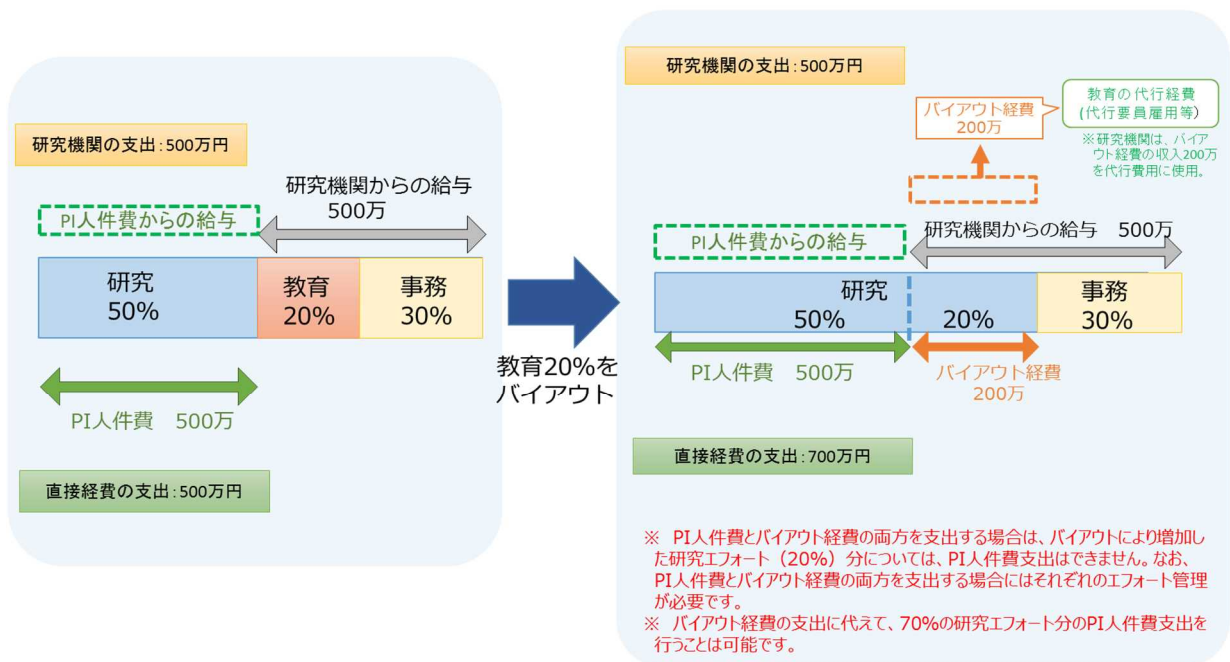 研究機関の支出:500万円
研究機関からの給与
500万
PI人件費からの給与
研究
50%
教育
20%
事務
30%
PI人件費 500万
直接経費の支出:500万円
教育20%を
バイアウト
研究機関の支出:500万円
バイアウト経費
200万
教育の代行経費
(代行要員雇用等)
※研究機関は、バイア
ウト経費の収入200万
を代行費用に使用。
PI人件費からの給与
研究機関からの給与 500万
研究
50%
20%
事務
30%
PI人件費 500万
バイアウト経費
200万
直接経費の支出:700万円
※ PI人件費とバイアウト経費の両方を支出する場合は、バイアウトにより増加し
た研究エフォート(20%)分については、PI人件費支出はできません。なお、
PI人件費とバイアウト経費の両方を支出する場合にはそれぞれのエフォート管理
が必要です。
※ バイアウト経費の支出に代えて、70%の研究エフォート分のPI人件費支出を
行うことは可能です。